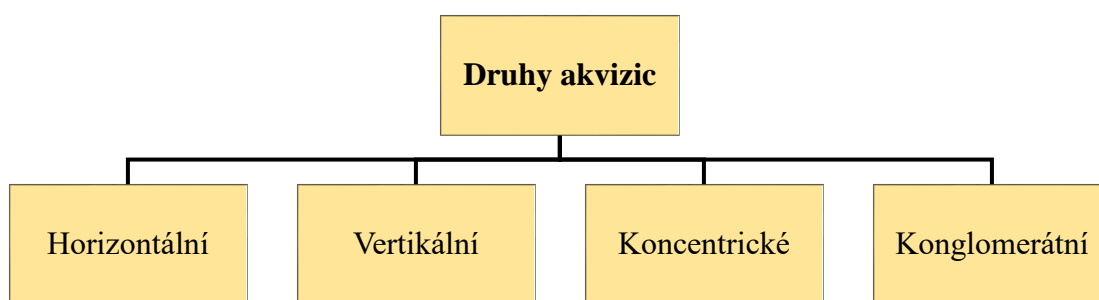 Druhy akvizic
Horizontální
Vertikální
Koncentrické
Konglomerátní